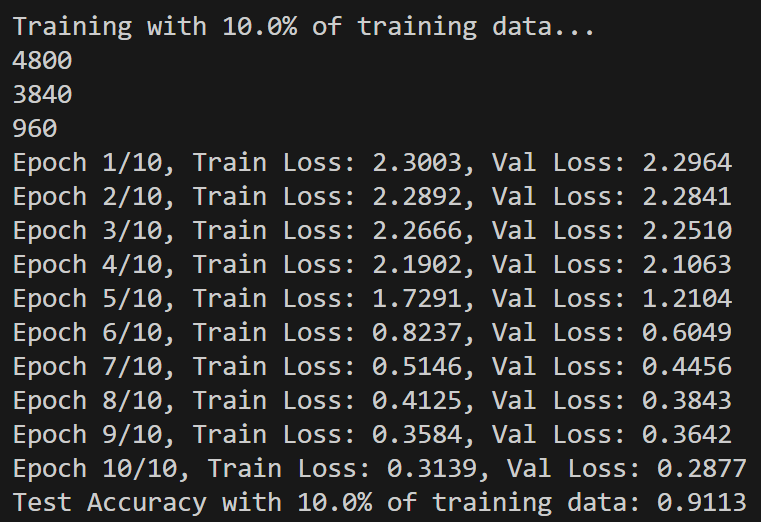 Training with 10.0% of training data...
4800
3840
960
Epoch 1/10, Train Loss: 2.3003, Val Loss: 2.2964
Epoch 2/10, Train Loss: 2.2892, Val Loss: 2.2841
Epoch 3/10, Train Loss: 2.2666, Val Loss: 2.2510
Epoch 4/10, Train Loss: 2.1902, Val Loss: 2.1063
Epoch 5/10, Train Loss: 1.7291, Val Loss: 1.2104
Epoch 6/10, Train Loss: 0.8237, Val Loss: 0.6049
Epoch 7/10, Train Loss: 0.5146, Val Loss: 0.4456
Epoch 8/10, Train Loss: 0.4125, Val Loss: 0.3843
Epoch 9/10, Train Loss: 0.3584, Val Loss: 0.3642
Epoch 10/10, Train Loss: 0.3139, Val Loss: 0.2877
Test Accuracy with 10.0% of training data: 0.9113